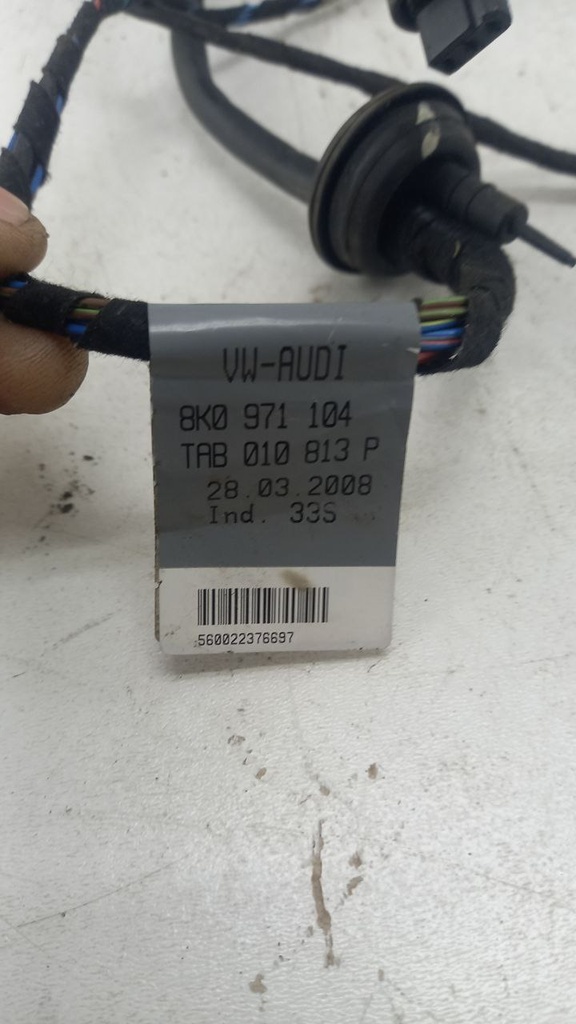 VW-AUDI
8K0 971 104
TAB 010 813 P
28.03.2008
Ind. 33S
560022376697